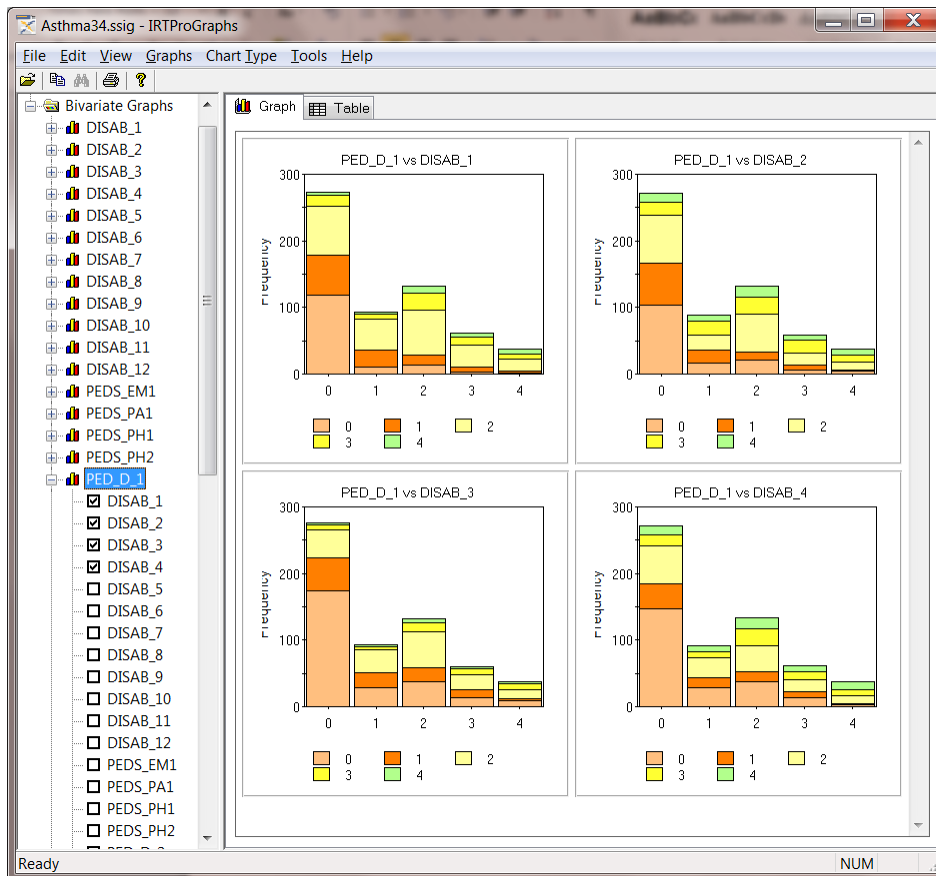 Asthma34.ssig - IRTProGraphs
File Edit View Graphs Chart Type Tools Help
Bivariate Graphs
DISAB_1
DISAB_2
DISAB_3
DISAB_4
DISAB_5
DISAB_6
DISAB_7
DISAB_8
DISAB_9
DISAB_10
DISAB_11
DISAB_12
PEDS_EM1
PEDS_PA1
PEDS_PH1
PEDS_PH2
PED_D_1
DISAB_1
DISAB_2
DISAB_3
DISAB_4
DISAB_5
DISAB_6
DISAB_7
DISAB_8
DISAB_9
DISAB_10
DISAB_11
DISAB_12
PEDS_EM1
PEDS_PA1
PEDS_PH1
PEDS_PH2
Graph Table
PED_D_1 vs DISAB_1
Frequency
300
200
100
0
0 1 2 3 4
0 1 2
3 4
PED_D_1 vs DISAB_2
Frequency
300
200
100
0
0 1 2 3 4
0 1 2
3 4
PED_D_1 vs DISAB_3
Frequency
300
200
100
0
0 1 2 3 4
0 1 2
3 4
PED_D_1 vs DISAB_4
Frequency
300
200
100
0
0 1 2 3 4
0 1 2
3 4
Ready NUM